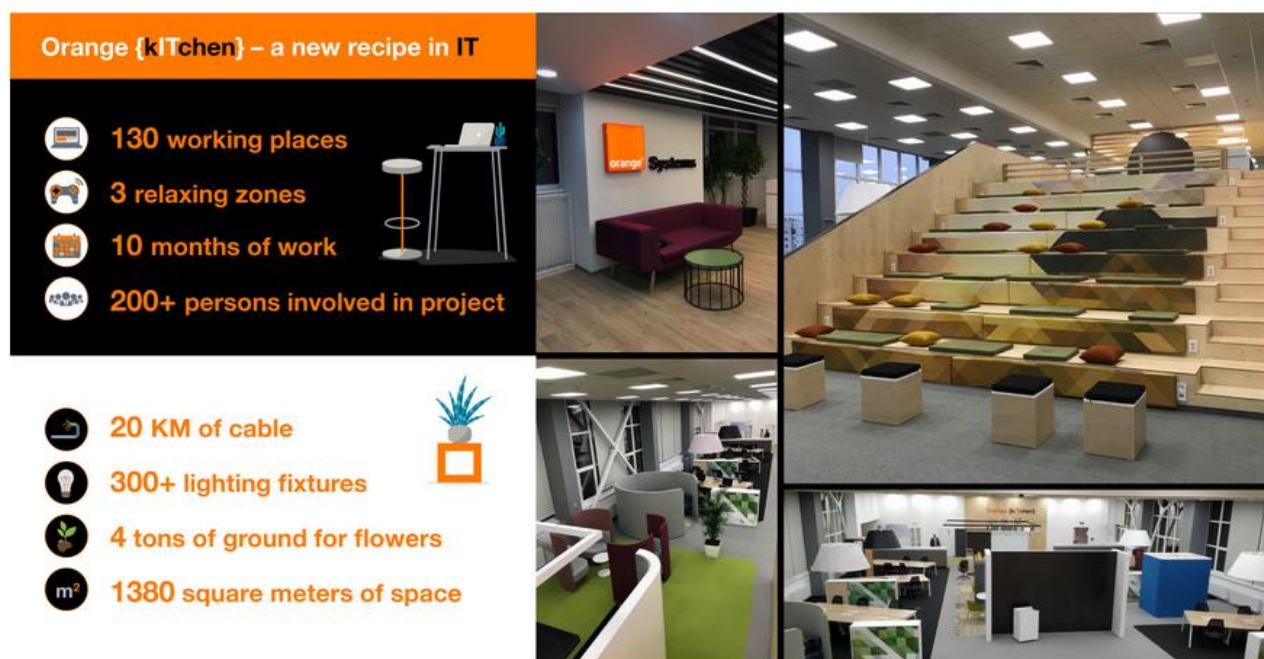 Orange {kITchen} – a new recipe in IT
130 working places
3 relaxing zones
10 months of work
200+ persons involved in project
20 KM of cable
300+ lighting fixtures
4 tons of ground for flowers
m² 1380 square meters of space
orange™ Systems
Orange {kITchen}